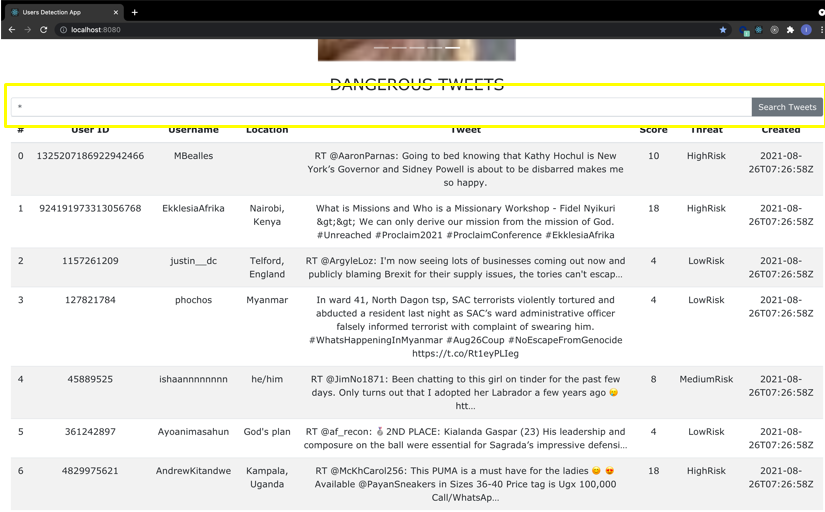 Users Detection App
localhost:8080
DANGEROUS TWEETS
*
Search Tweets
# User ID Username Location Tweet Score Threat Created
0 1325207186922942466 MBealles RT @AaronParnas: Going to bed knowing that Kathy Hochul is New 10 HighRisk 2021-08-
York's Governor and Sidney Powell is about to be disbarred makes me 26T07:26:58Z
so happy.
1 924191973313056768 EkklesiaAfrika Nairobi, What is Missions and Who is a Missionary Workshop - Fidel Nyikuri 18 HighRisk 2021-08-
Kenya &gt;&gt; We can only derive our mission from the mission of God. 26T07:26:58Z
#Unreached #Proclaim2021 #ProclaimConference #EkklesiaAfrika
2 1157261209 justin__dc Telford, RT @ArgyleLoz: I'm now seeing lots of businesses coming out now and 4 LowRisk 2021-08-
England publicly blaming Brexit for their supply issues, the tories can't escap... 26T07:26:58Z
3 127821784 phochos Myanmar In ward 41, North Dagon tsp, SAC terrorists violently tortured and 4 LowRisk 2021-08-
abducted a resident last night as SAC's ward administrative officer 26T07:26:58Z
falsely informed terrorist with complaint of swearing him.
#WhatsHappeningInMyanmar #Aug26Coup #NoEscapeFromGenocide
https://t.co/Rt1eyPLIeg
4 45889525 ishaannnnnnnn he/him RT @JimNo1871: Been chatting to this girl on tinder for the past few 8 MediumRisk 2021-08-
days. Only turns out that I adopted her Labrador a few years ago 😄 26T07:26:58Z
htt...
5 361242897 Ayoanimasahun God's plan RT @af_recon: 🥈2ND PLACE: Kialanda Gaspar (23) His leadership and 4 LowRisk 2021-08-
composure on the ball were essential for Sagrada's impressive defensi... 26T07:26:58Z
6 4829975621 AndrewKitandwe Kampala, RT @McKhCarol256: This PUMA is a must have for the ladies 😊 😍 18 HighRisk 2021-08-
Uganda Available @PayanSneakers in Sizes 36-40 Price tag is Ugx 100,000 26T07:26:58Z
Call/WhatsAp...